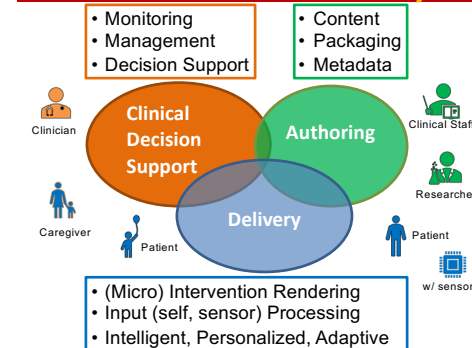 • Monitoring
• Management
• Decision Support
• Content
• Packaging
• Metadata
Clinician
Clinical
Decision
Support
Authoring
Clinical Staff
Researche
Caregiver
Patient
Delivery
Patient
w/ sensor
• (Micro) Intervention Rendering
• Input (self, sensor) Processing
• Intelligent, Personalized, Adaptive